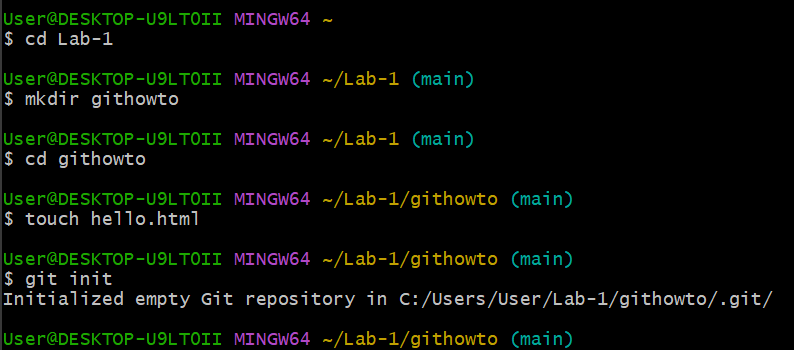 User@DESKTOP-U9LT0II MINGW64 ~
$ cd Lab-1
User@DESKTOP-U9LT0II MINGW64 ~/Lab-1 (main)
$ mkdir githowto
User@DESKTOP-U9LT0II MINGW64 ~/Lab-1 (main)
$ cd githowto
User@DESKTOP-U9LT0II MINGW64 ~/Lab-1/githowto (main)
$ touch hello.html
User@DESKTOP-U9LT0II MINGW64 ~/Lab-1/githowto (main)
$ git init
Initialized empty Git repository in C:/Users/User/Lab-1/githowto/.git/
User@DESKTOP-U9LT0II MINGW64 ~/Lab-1/githowto (main)